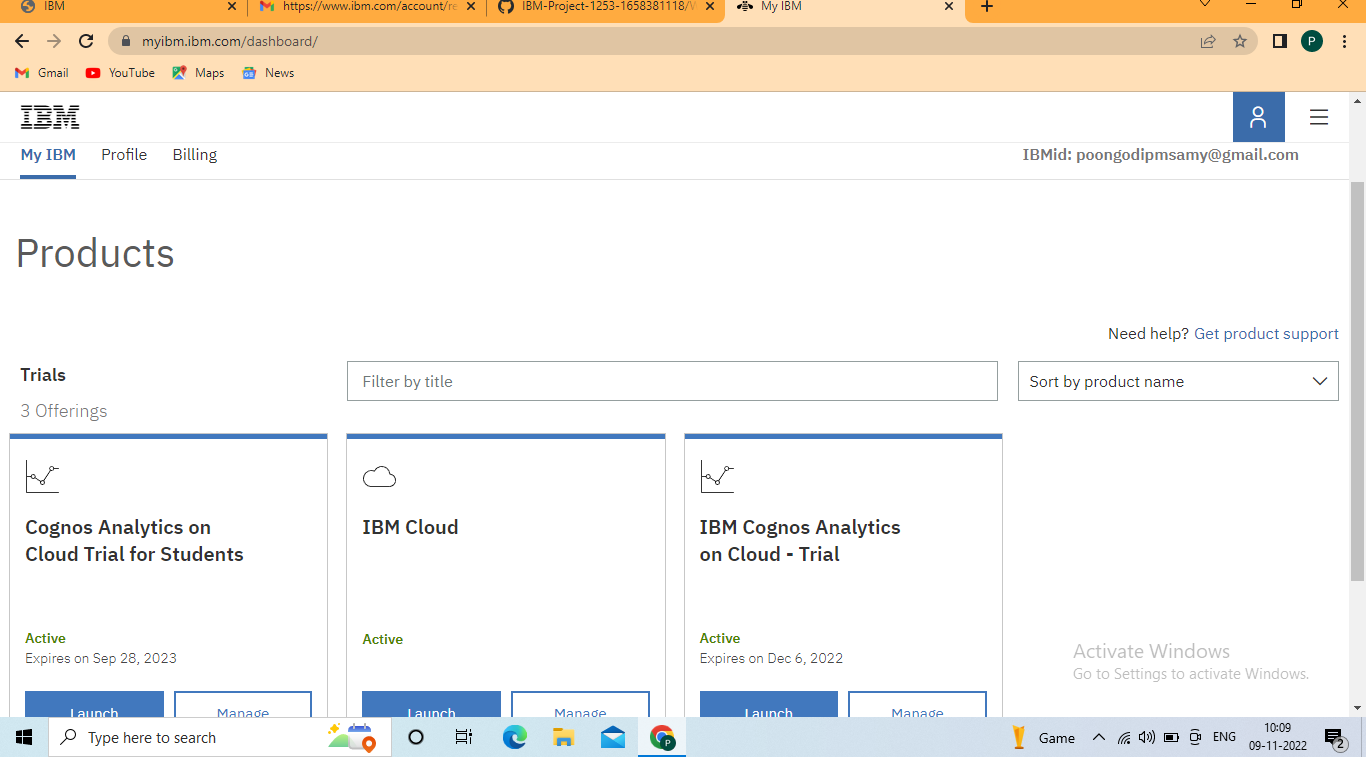 IBM
https://www.ibm.com/account/re
IBM-Project-1253-1658381118/W
My IBM
myibm.ibm.com/dashboard/
P
Gmail
YouTube
Maps
News
IBM
My IBM Profile Billing
IBMid: poongodipmsamy@gmail.com
Products
Need help? Get product support
Trials
Filter by title
Sort by product name
3 Offerings
Cognos Analytics on
Cloud Trial for Students
Active
Expires on Sep 28, 2023
Launch Manage
IBM Cloud
Active
Launch Manage
IBM Cognos Analytics
on Cloud - Trial
Active
Expires on Dec 6, 2022
Launch Manage
Activate Windows
Go to Settings to activate Windows.
Type here to search
P
Game
ENG
10:09
09-11-2022
2